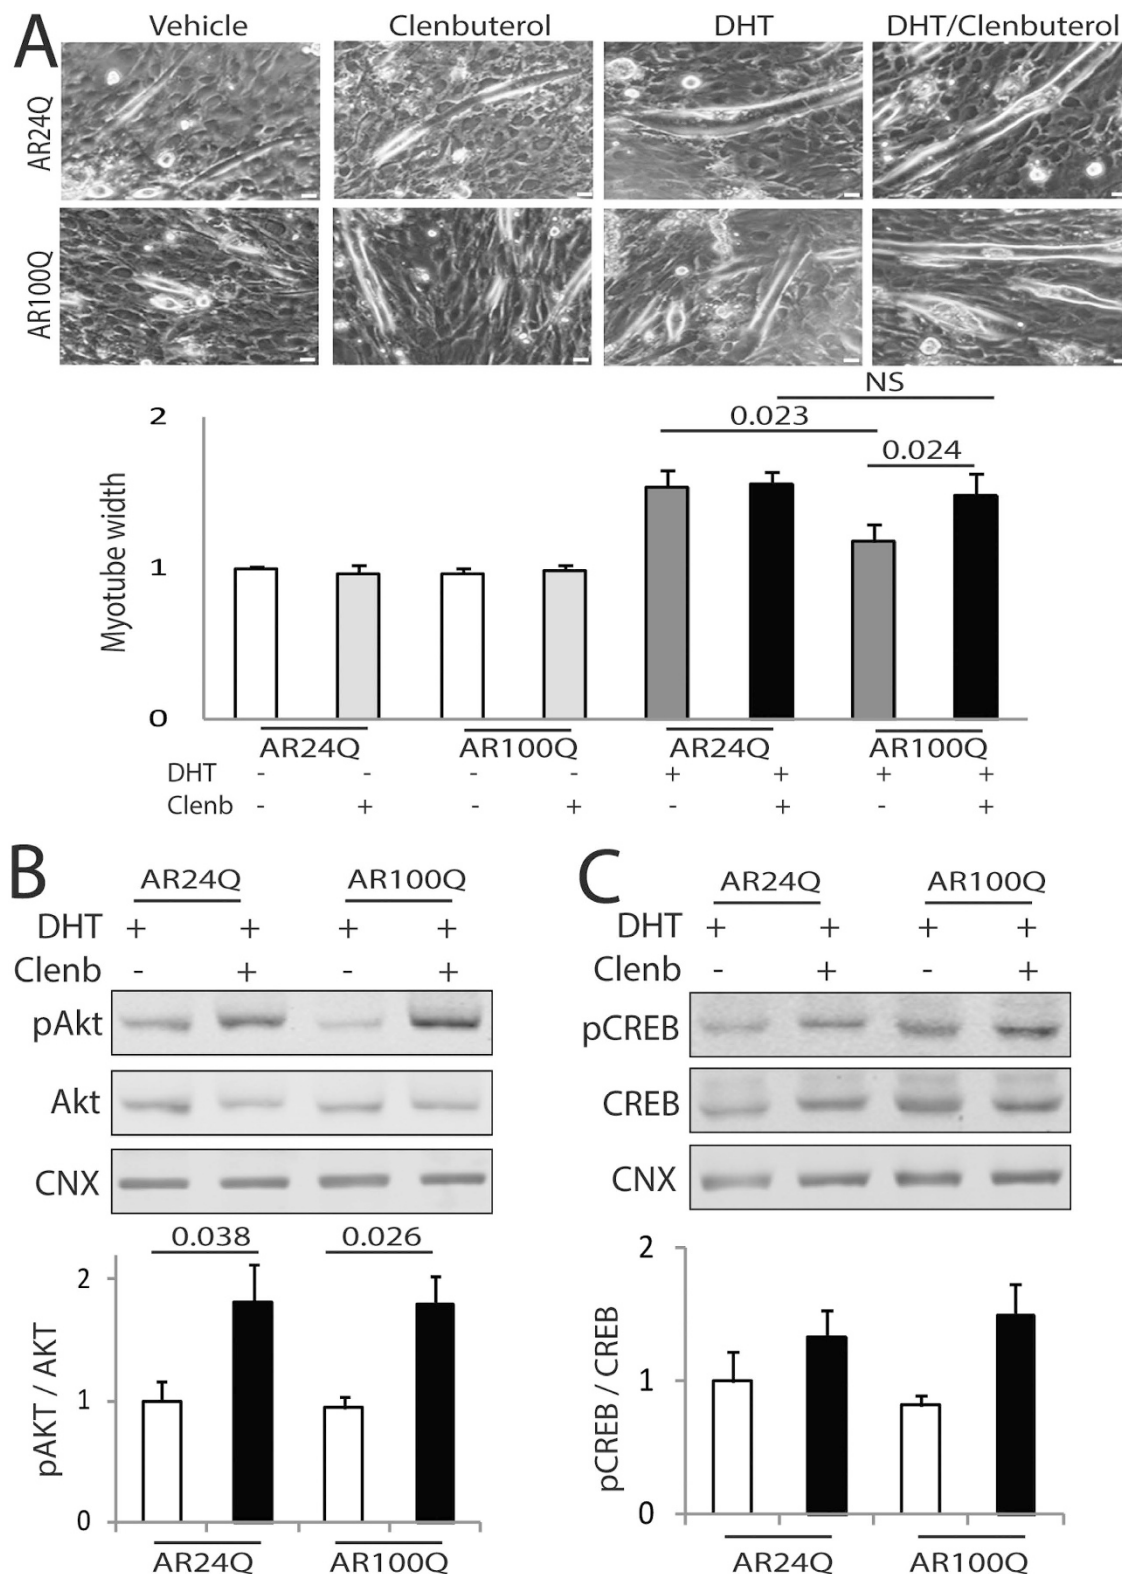 A
Vehicle Clenbuterol DHT DHT/Clenbuterol
AR24Q
AR100Q
NS
2
0.023
0.024
Myotube width
1
0
AR24Q AR100Q AR24Q AR100Q
DHT - - - - + + + +
Clenb - + - + - + - +
B
AR24Q AR100Q
DHT + + + +
Clenb - + - +
pAkt
Akt
CNX
0.038 0.026
2
pAKT / AKT
1
0
AR24Q AR100Q
C
AR24Q AR100Q
DHT + + + +
Clenb - + - +
pCREB
CREB
CNX
2
pCREB / CREB
1
0
AR24Q AR100Q